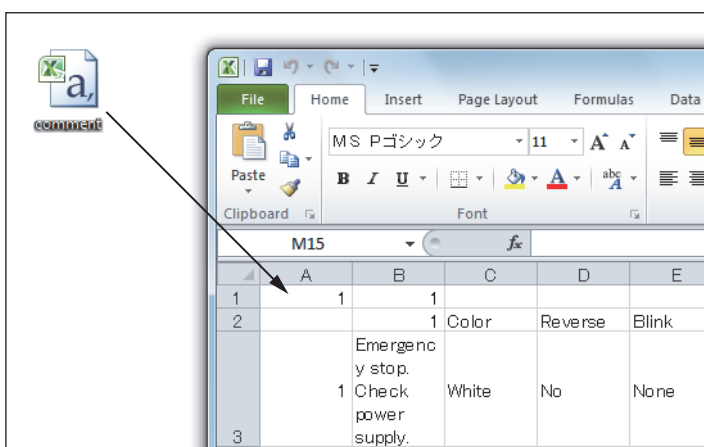 a,
comment
File Home Insert Page Layout Formulas Data
MS Pゴシック 11 A A
Paste B I U A abc A
Clipboard Font
M15 fx
A B C D E
1 1 1
2 1 Color Reverse Blink
Emergenc
y stop.
1 Check White No None
power
3 supply.